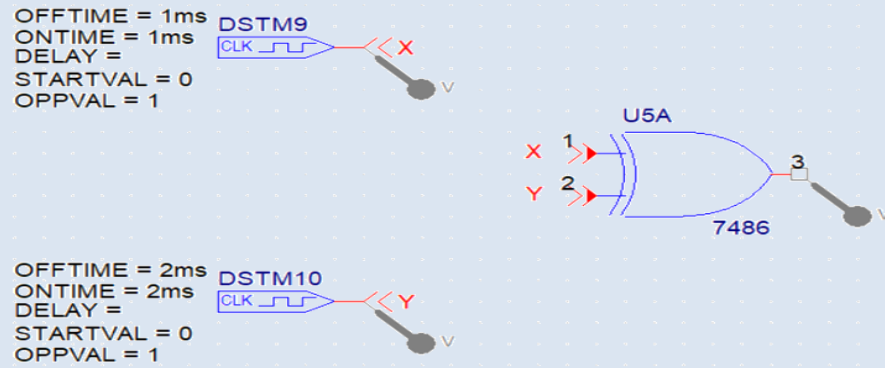 OFFTIME = 1ms
ONTIME = 1ms
DELAY =
STARTVAL = 0
OPPVAL = 1
DSTM9
CLK
X
V
U5A
X
1
Y
2
3
7486
V
OFFTIME = 2ms
ONTIME = 2ms
DELAY =
STARTVAL = 0
OPPVAL = 1
DSTM10
CLK
Y
V